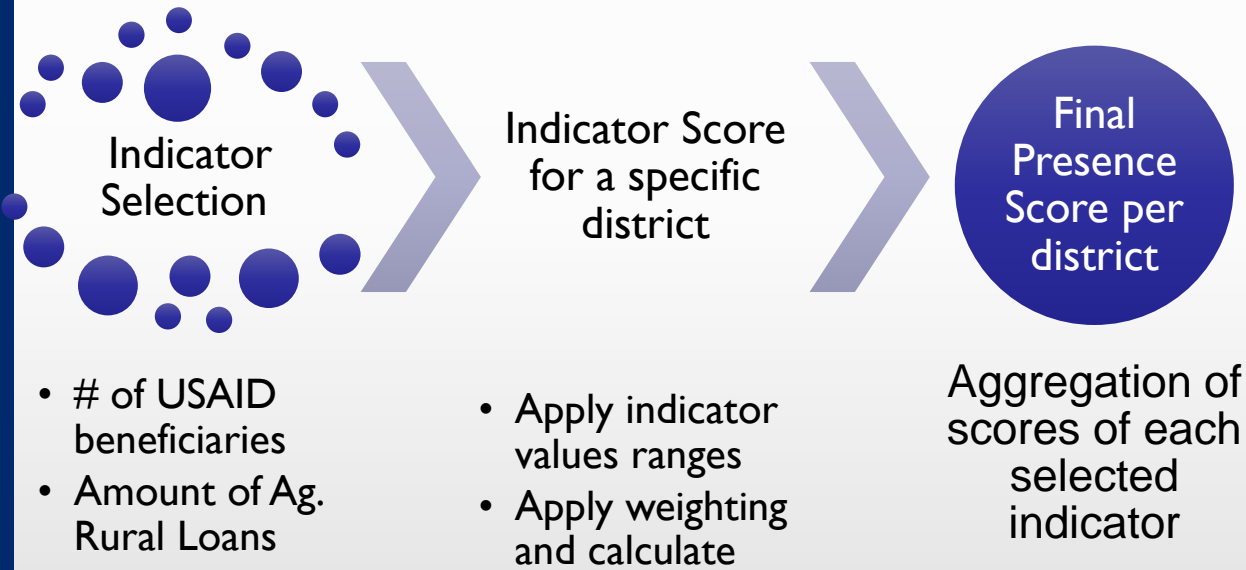 Indicator
Selection
Indicator Score
for a specific
district
Final
Presence
Score per
district
• # of USAID
beneficiaries
• Amount of Ag.
Rural Loans
• Apply indicator
values ranges
• Apply weighting
and calculate
Aggregation of
scores of each
selected
indicator